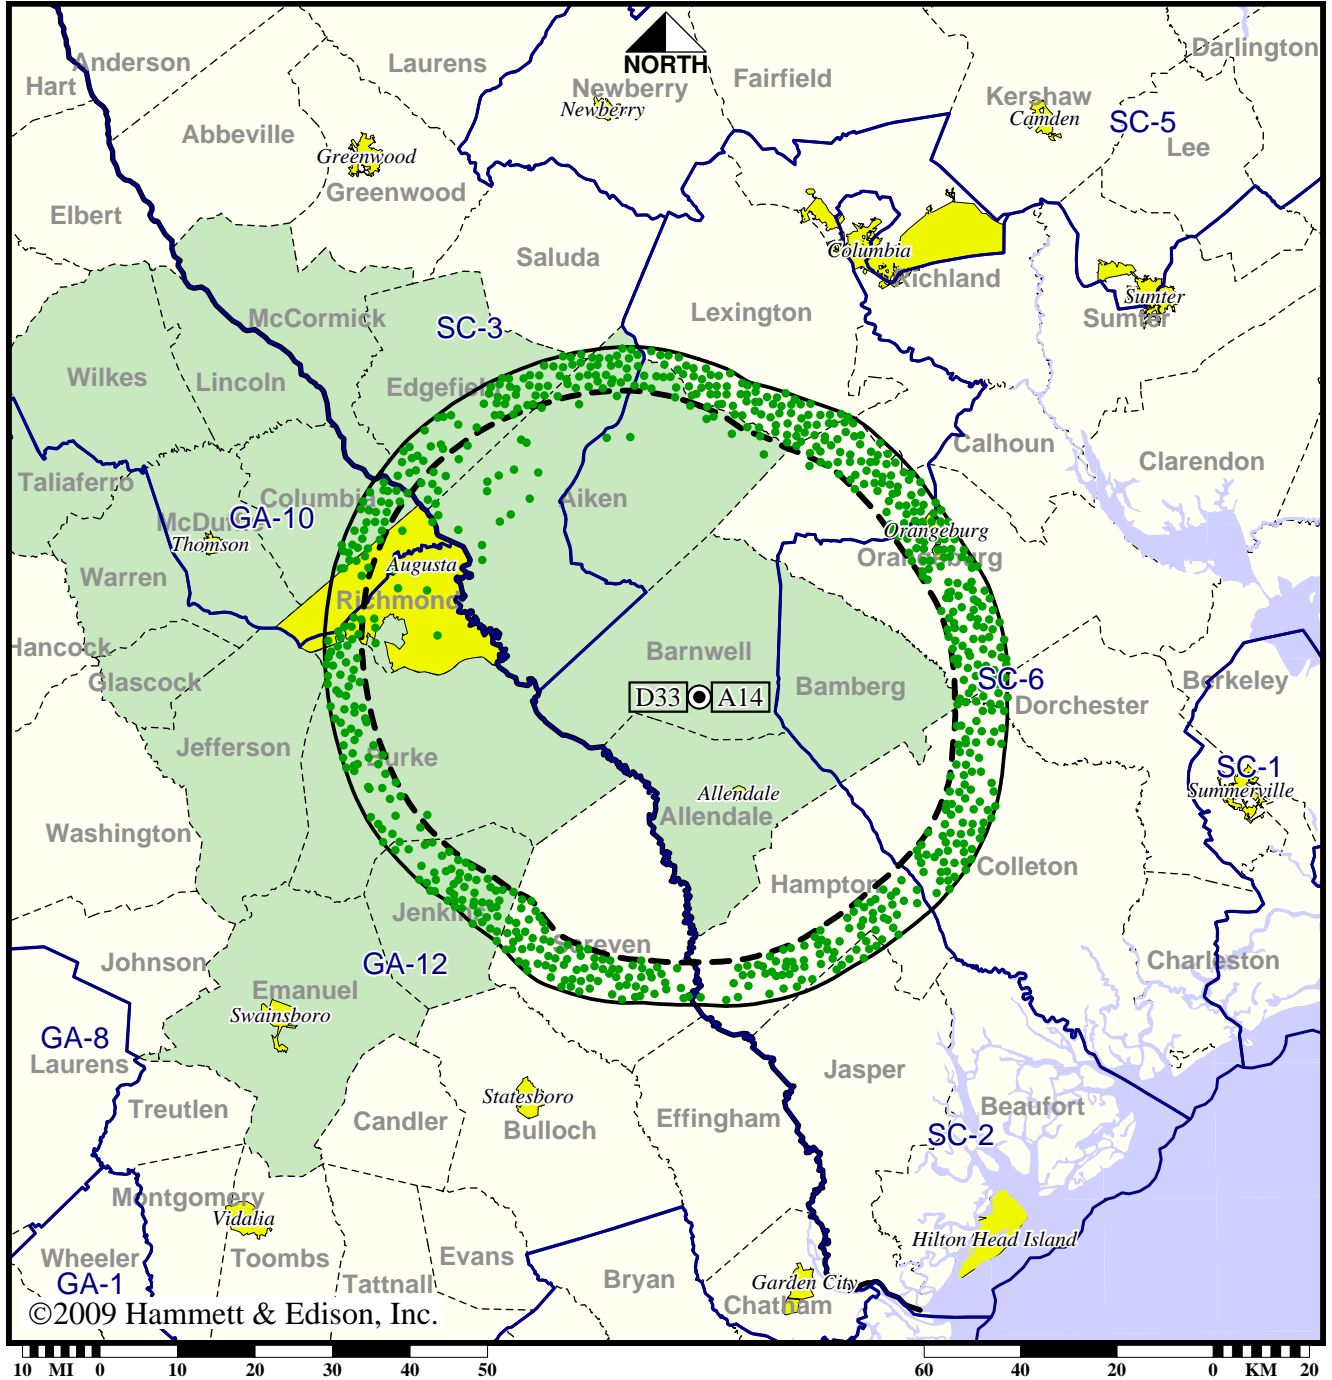 Darlington
Anderson
Laurens
NORTH
Fairfield
Hart
Newberry
Newberry
Kershaw
Camden
SC-5
Abbeville
Lee
Greenwood
Greenwood
Elbert
Saluda
Columbia
Richland
Sumter
Sumter
McCormick
SC-3
Lexington
Wilkes
Lincoln
Edgefield
Calhoun
Clarendon
Taliaferro
Columbia
Aiken
McDuffie
GA-10
Thomson
Orangeburg
Orangeburg
Augusta
Warren
Richmond
Hancock
Barnwell
Glascock
D33
A14
Bamberg
SC-6
Dorchester
Berkeley
Jefferson
Burke
SC-1
Summerville
Allendale
Allendale
Washington
Hampton
Colleton
Jenkins
Screven
Johnson
GA-12
Charleston
Emanuel
Swainsboro
GA-8
Laurens
Jasper
Treutlen
Candler
Statesboro
Bulloch
Effingham
Beaufort
SC-2
Montgomery
Vidalia
Hilton Head Island
Wheeler
Toombs
Evans
GA-1
Tattnall
Bryan
Garden City
Chatham
©2009 Hammett & Edison, Inc.
10 MI 0 10 20 30 40 50 60 40 20 0 KM 20